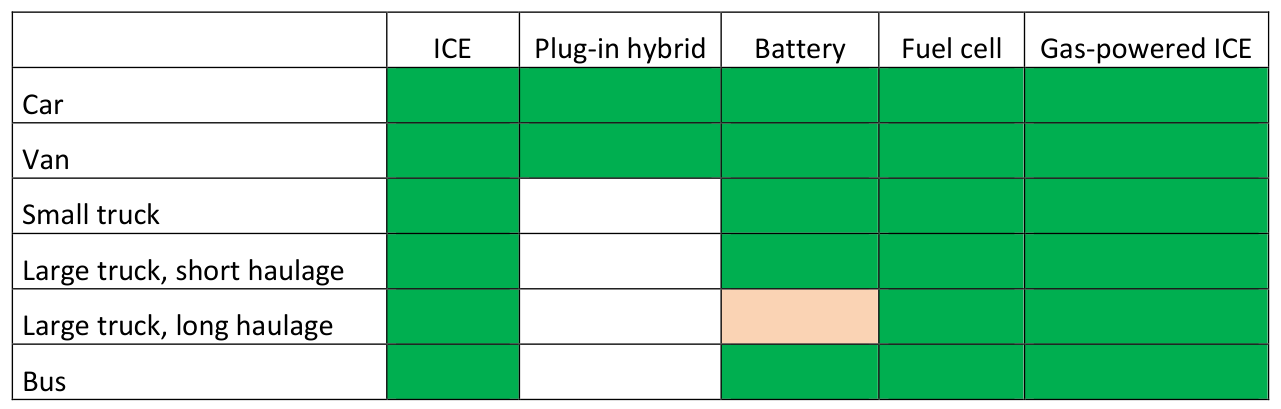 ICE Plug-in hybrid Battery Fuel cell Gas-powered ICE
Car
Van
Small truck
Large truck, short haulage
Large truck, long haulage
Bus